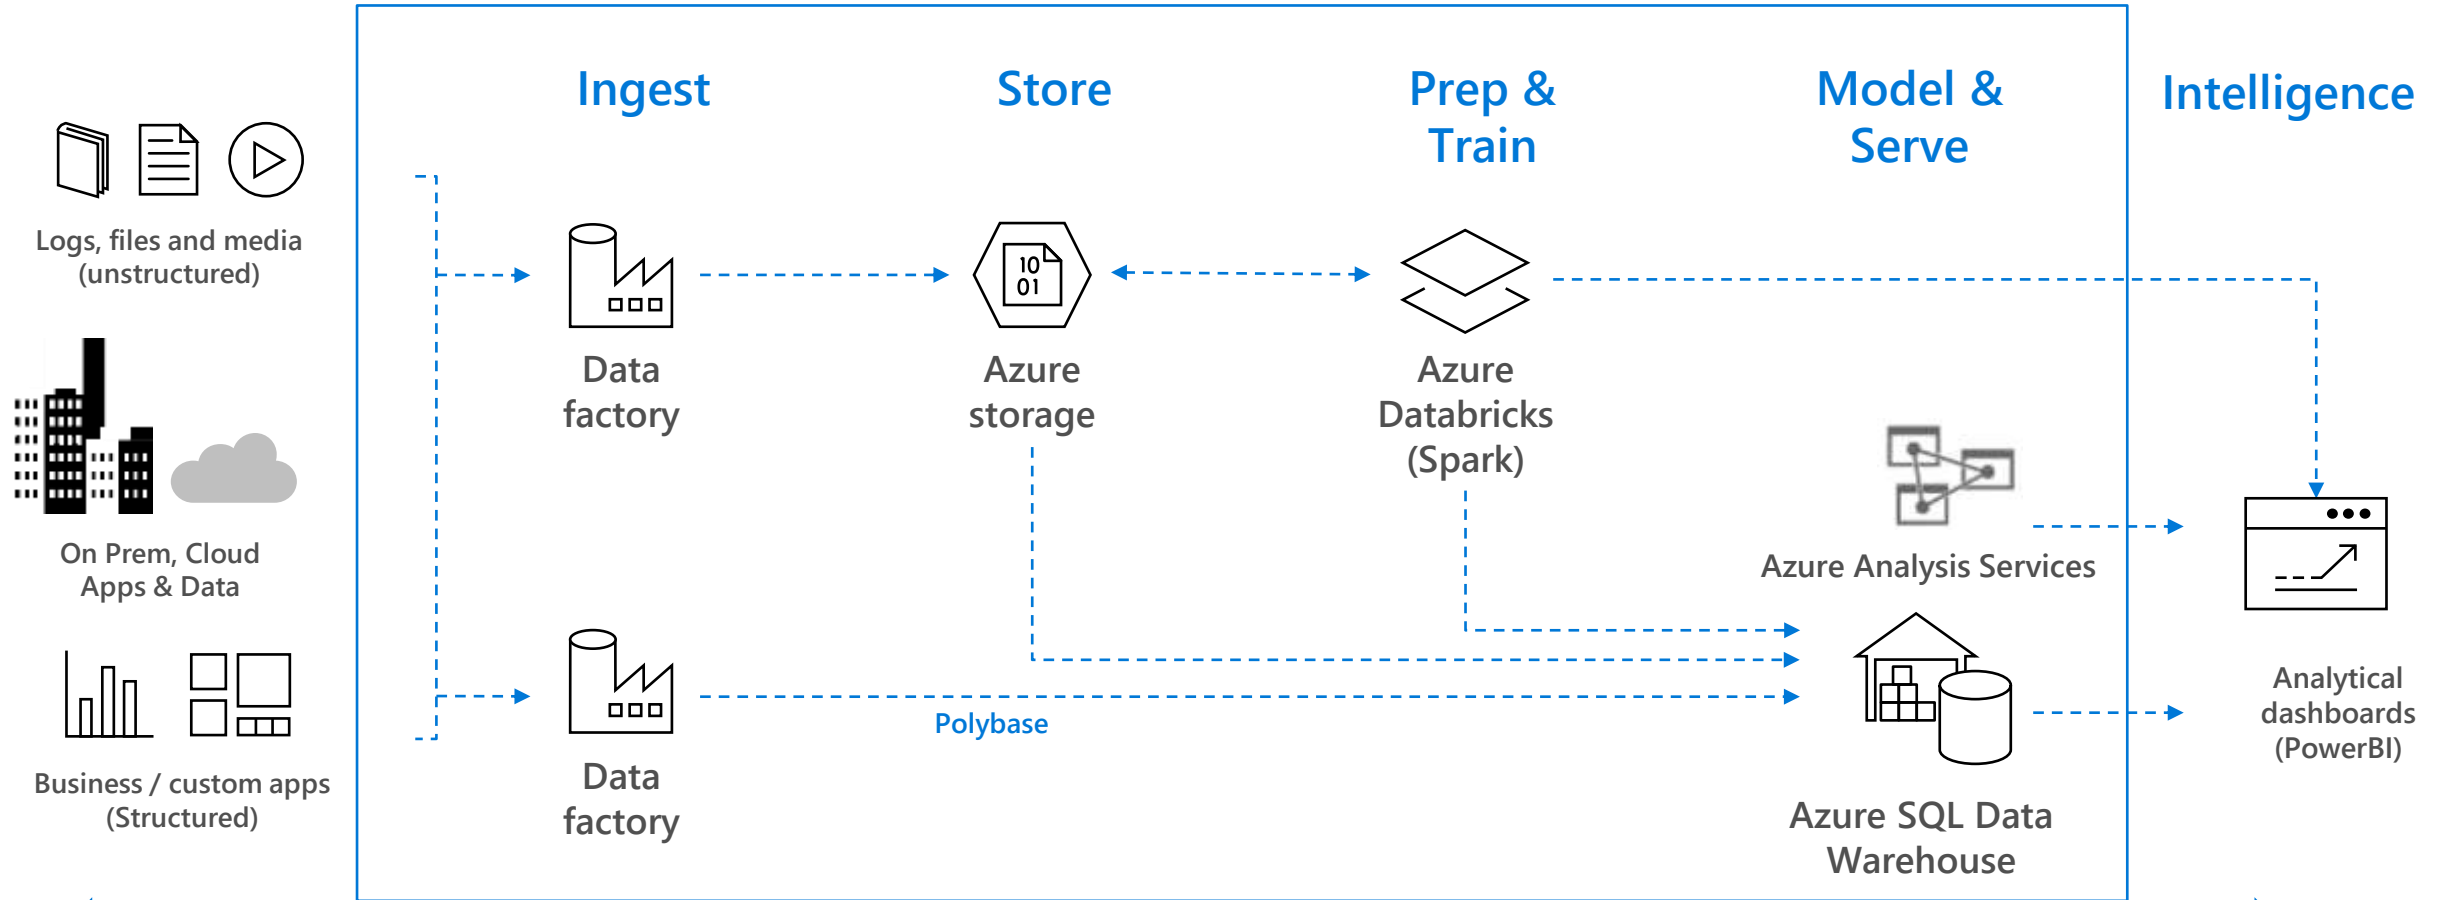 Ingest
Store
Prep &
Train
Model &
Serve
Intelligence
Logs, files and media
(unstructured)
On Prem, Cloud
Apps & Data
Business / custom apps
(Structured)
Data
factory
Azure
storage
10
01
Azure
Databricks
(Spark)
Azure Analysis Services
Data
factory
Polybase
Azure SQL Data
Warehouse
Analytical
dashboards
(PowerBI)